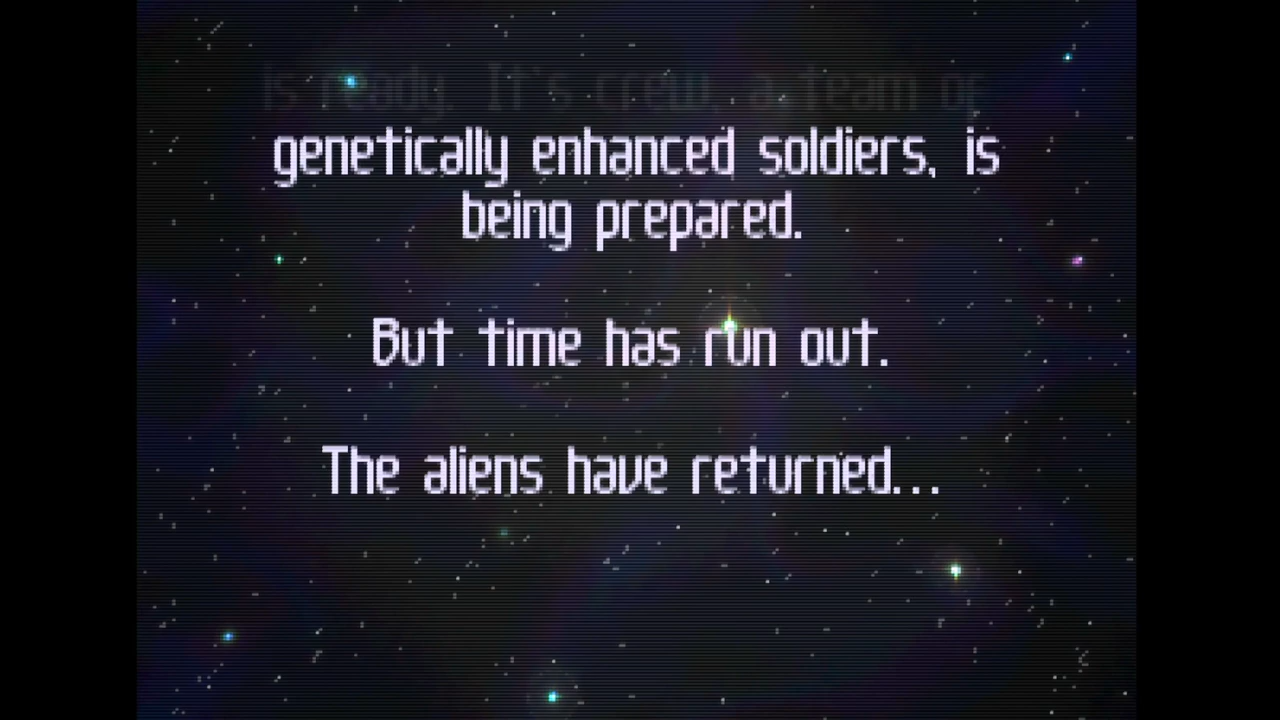 is ready. It's crew, a team of
genetically enhanced soldiers, is
being prepared.
But time has run out.
The aliens have returned...